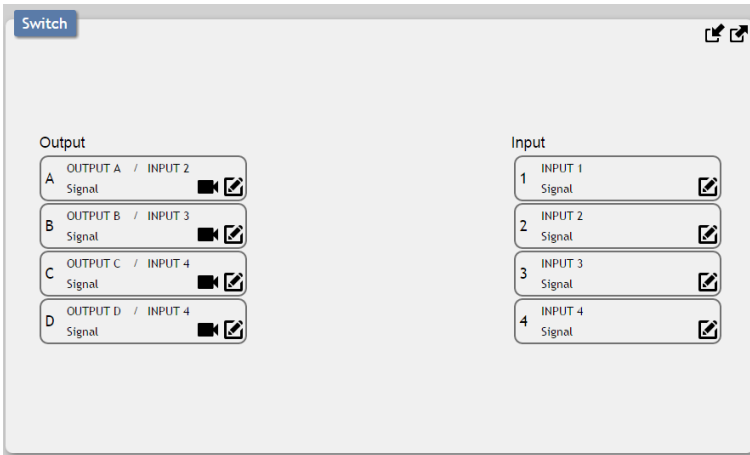 Switch
Output
A OUTPUT A / INPUT 2
Signal
B OUTPUT B / INPUT 3
Signal
C OUTPUT C / INPUT 4
Signal
D OUTPUT D / INPUT 4
Signal
Input
1 INPUT 1
Signal
2 INPUT 2
Signal
3 INPUT 3
Signal
4 INPUT 4
Signal